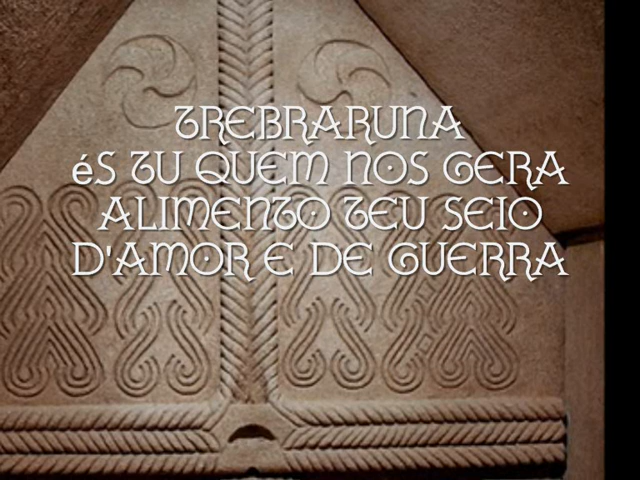 TREBRARUNA
éS TU QUEM NOS GERA
ALIMENTO TEU SEIO
D'AMOR E DE GUERRA